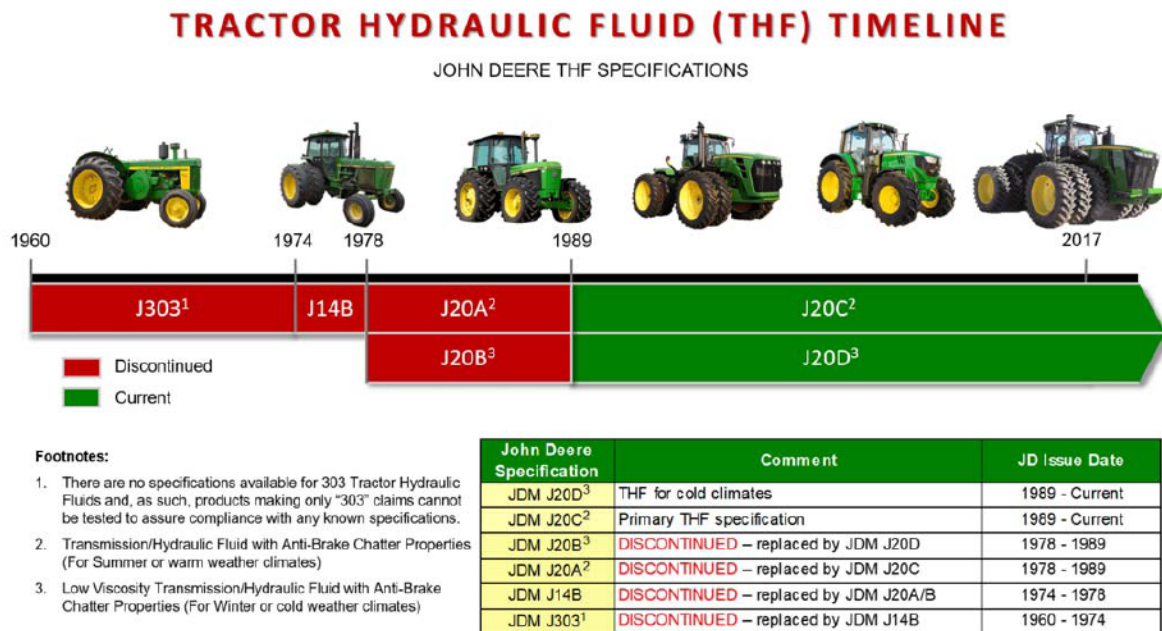 TRACTOR HYDRAULIC FLUID (THF) TIMELINE
JOHN DEERE THF SPECIFICATIONS
1960 1974 1978 1989 2017
J303¹ J14B J20A² J20C²
J20B³ J20D³
Discontinued
Current
Footnotes:
1. There are no specifications available for 303 Tractor Hydraulic
Fluids and, as such, products making only “303” claims cannot
be tested to assure compliance with any known specifications.
2. Transmission/Hydraulic Fluid with Anti-Brake Chatter Properties
(For Summer or warm weather climates)
3. Low Viscosity Transmission/Hydraulic Fluid with Anti-Brake
Chatter Properties (For Winter or cold weather climates)
John Deere
Specification Comment JD Issue Date
JDM J20D³ THF for cold climates 1989 - Current
JDM J20C² Primary THF specification 1989 - Current
JDM J20B³ DISCONTINUED – replaced by JDM J20D 1978 - 1989
JDM J20A² DISCONTINUED – replaced by JDM J20C 1978 - 1989
JDM J14B DISCONTINUED – replaced by JDM J20A/B 1974 - 1978
JDM J303¹ DISCONTINUED – replaced by JDM J14B 1960 - 1974